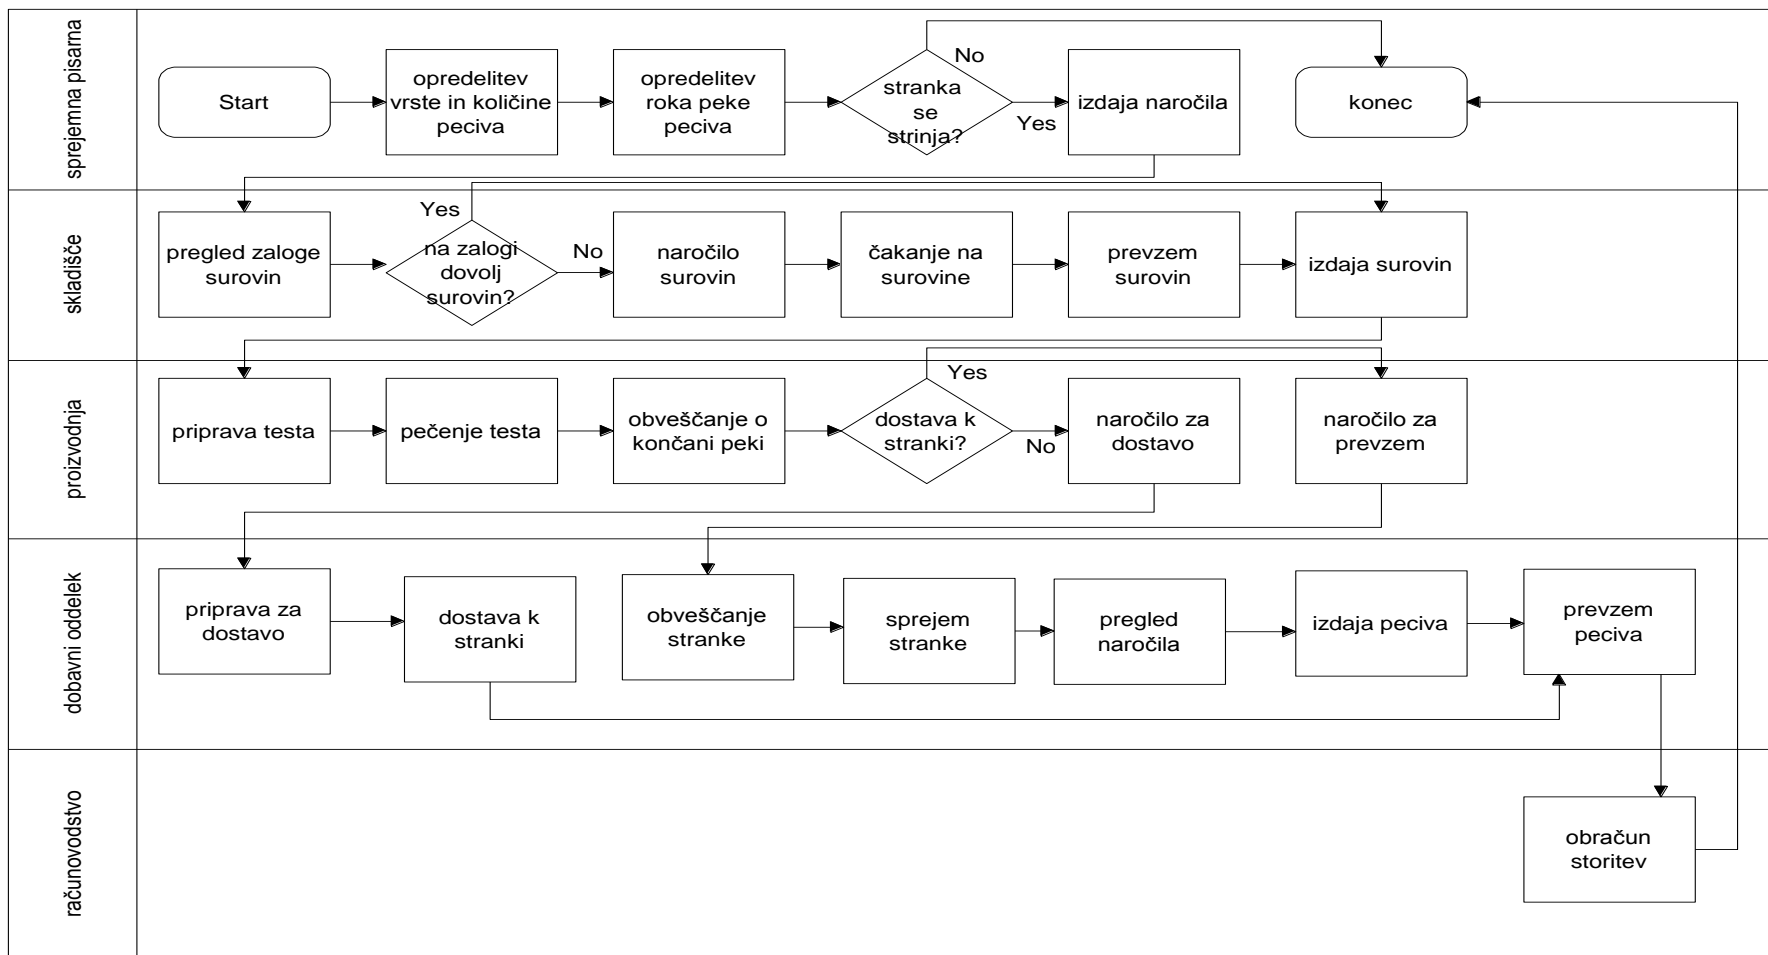 sprejemna pisarna
Start
opredelitev
vrste in količine
peciva
opredelitev
roka peke
peciva
stranka
se
strinja?
No
Yes
izdaja naročila
konec
skladišče
pregled zaloge
surovin
Yes
na zalogi
dovolj
surovin?
No
naročilo
surovin
čakanje na
surovine
prevzem
surovin
izdaja surovin
proizvodnja
priprava testa
pečenje testa
obveščanje o
končani peki
Yes
dostava k
stranki?
No
naročilo za
dostavo
naročilo za
prevzem
dobavni oddelek
priprava za
dostavo
dostava k
stranki
obveščanje
stranke
sprejem
stranke
pregled
naročila
izdaja peciva
prevzem
peciva
računovodstvo
obračun
storitev